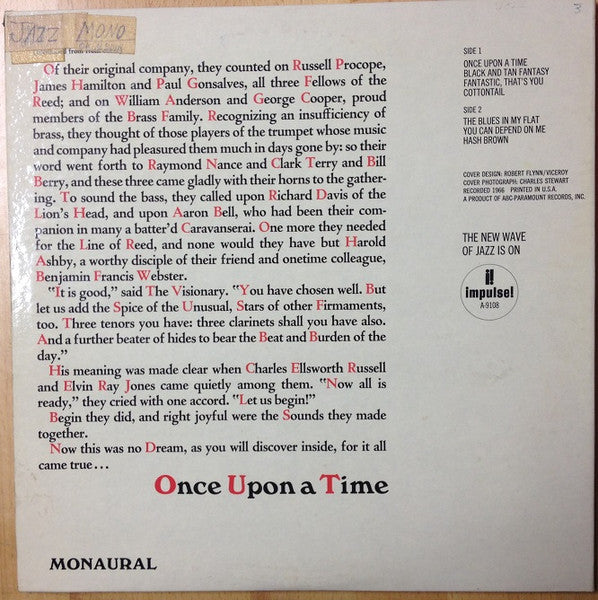 JAZZ MONO
3
Of their original company, they counted on Russell Procope,
James Hamilton and Paul Gonsalves, all three Fellows of the
Reed; and on William Anderson and George Cooper, proud
members of the Brass Family. Recognizing an insufficiency of
brass, they thought of those players of the trumpet whose music
and company had pleasured them much in days gone by: so their
word went forth to Raymond Nance and Clark Terry and Bill
Berry, and these three came gladly with their horns to the gather-
ing. To sound the bass, they called upon Richard Davis of the
Lion's Head, and upon Aaron Bell, who had been their com-
panion in many a batter'd Caravanserai. One more they needed
for the Line of Reed, and none would they have but Harold
Ashby, a worthy disciple of their friend and onetime colleague,
Benjamin Francis Webster.
"It is good," said The Visionary. "You have chosen well. But
let us add the Spice of the Unusual, Stars of other Firmaments,
too. Three tenors you have: three clarinets shall you have also.
And a further beater of hides to bear the Beat and Burden of the
day."
His meaning was made clear when Charles Ellsworth Russell
and Elvin Ray Jones came quietly among them. "Now all is
ready," they cried with one accord. "Let us begin!"
Begin they did, and right joyful were the Sounds they made
together.
Now this was no Dream, as you will discover inside, for it all
came true...
Once Upon a Time
MONAURAL
SIDE 1
ONCE UPON A TIME
BLACK AND TAN FANTASY
FANTASTIC, THAT'S YOU
COTTONTAIL
SIDE 2
THE BLUES IN MY FLAT
YOU CAN DEPEND ON ME
HASH BROWN
COVER DESIGN: ROBERT FLYNN/VICEROY
COVER PHOTOGRAPH: CHARLES STEWART
RECORDED 1966 PRINTED IN U.S.A.
A PRODUCT OF ABC-PARAMOUNT RECORDS, INC.
THE NEW WAVE
OF JAZZ IS ON
impulse!
A-9108